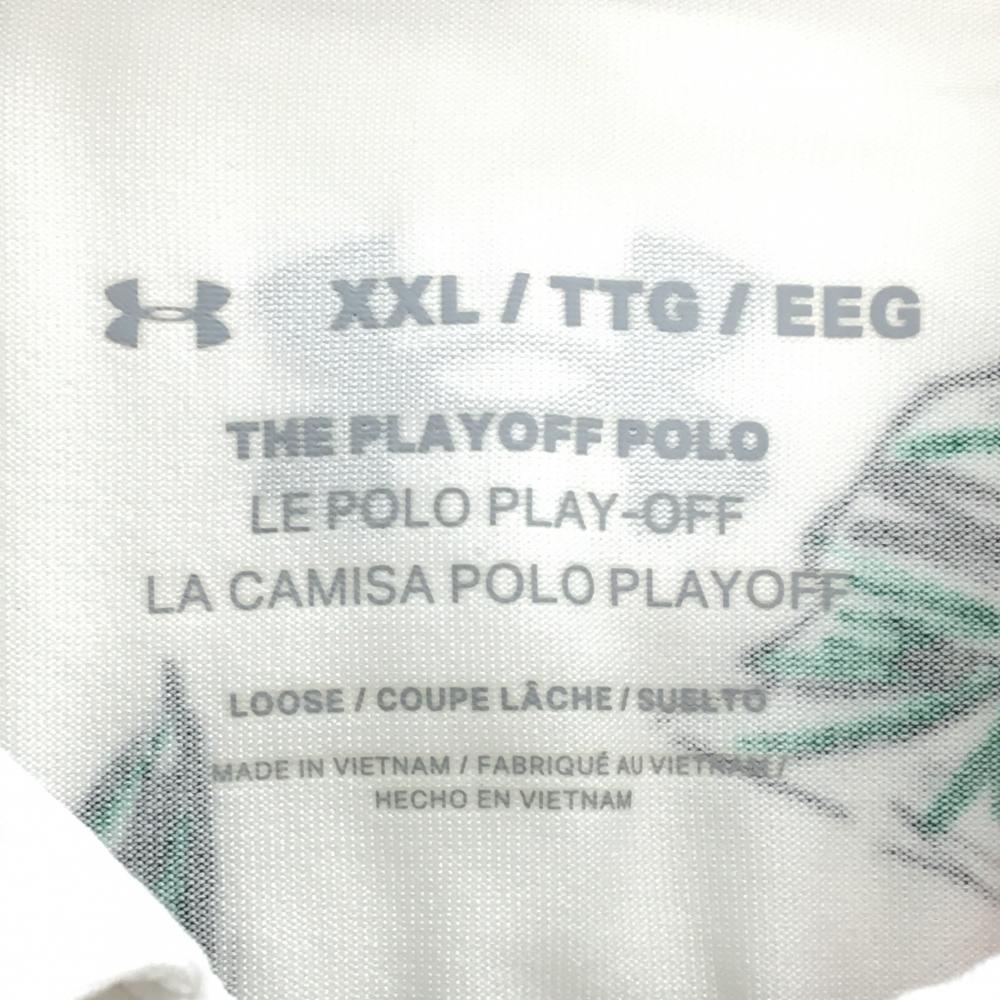 XXL / TTG / EEG
THE PLAYOFF POLO
LE POLO PLAY-OFF
LA CAMISA POLO PLAYOFF
LOOSE / COUPE LÂCHE / SUELTO
MADE IN VIETNAM / FABRIQUÉ AU VIETNAM /
HECHO EN VIETNAM